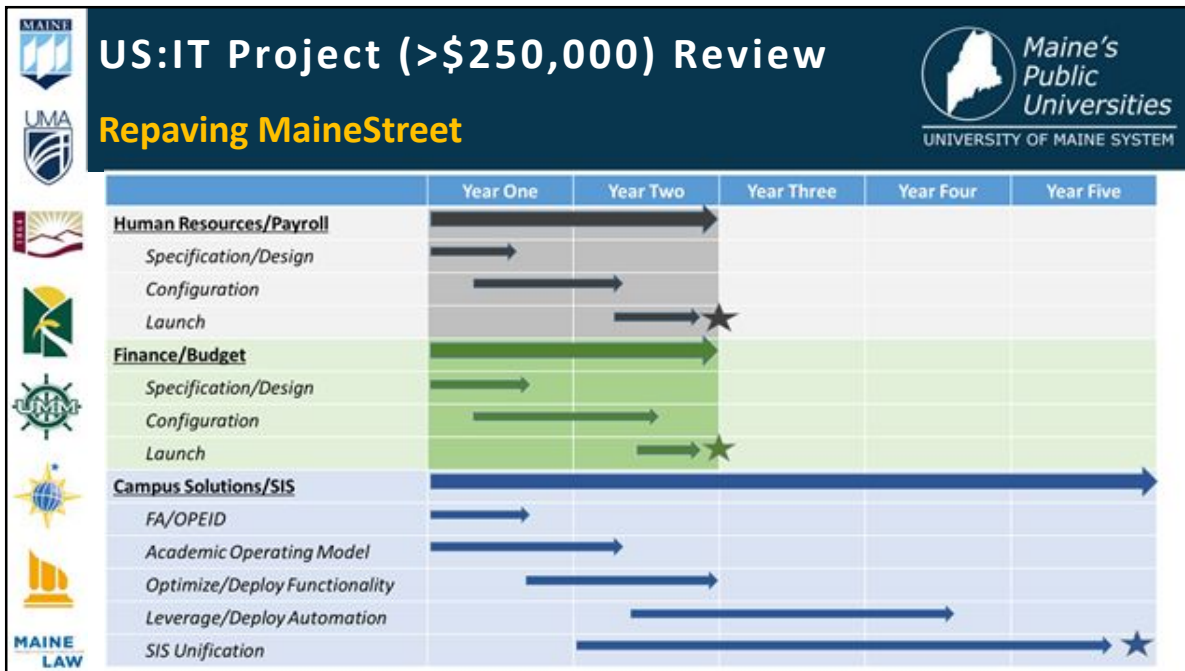 MAINE
US:IT Project (>$250,000) Review
Maine's
Public
Universities
UMA
Repaving MaineStreet
UNIVERSITY OF MAINE SYSTEM
Year One Year Two Year Three Year Four Year Five
1864
Human Resources/Payroll
Specification/Design
Configuration
Launch
Finance/Budget
Specification/Design
UMM
Configuration
Launch
Campus Solutions/SIS
FA/OPEID
Academic Operating Model
Optimize/Deploy Functionality
Leverage/Deploy Automation
MAINE
LAW
SIS Unification